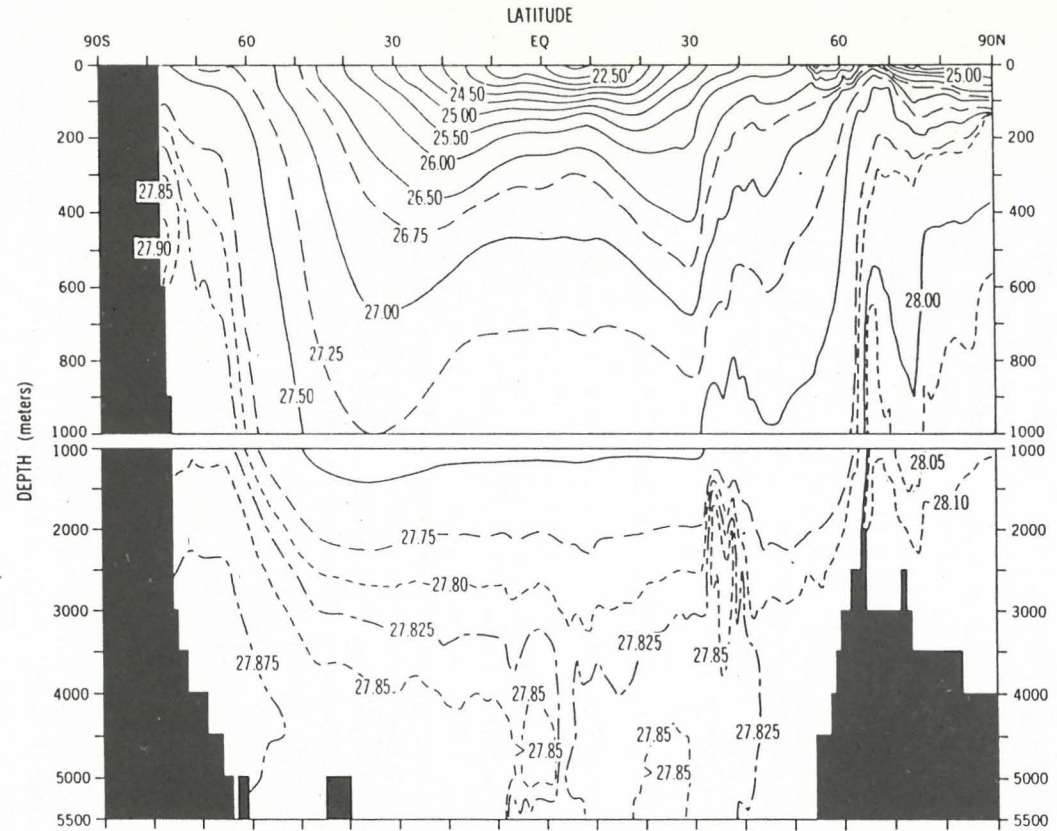 LATITUDE
90S 60 30 EQ 30 60 90N
0 22.50 25.00 0
24.50
25.00
200 25.50 200
26.00
27.85 26.50
400 26.75 400
27.90
600 27.00 28.00 600
27.25
800 800
27.50
1000 1000
DEPTH (meters)
1000 1000
28.05
28.10
2000 27.75 2000
27.80
3000 27.825 3000
27.825
27.875 27.85
27.85 27.85
4000 4000
27.85 27.825
>27.85
5000 >27.85 5000
5500 5500